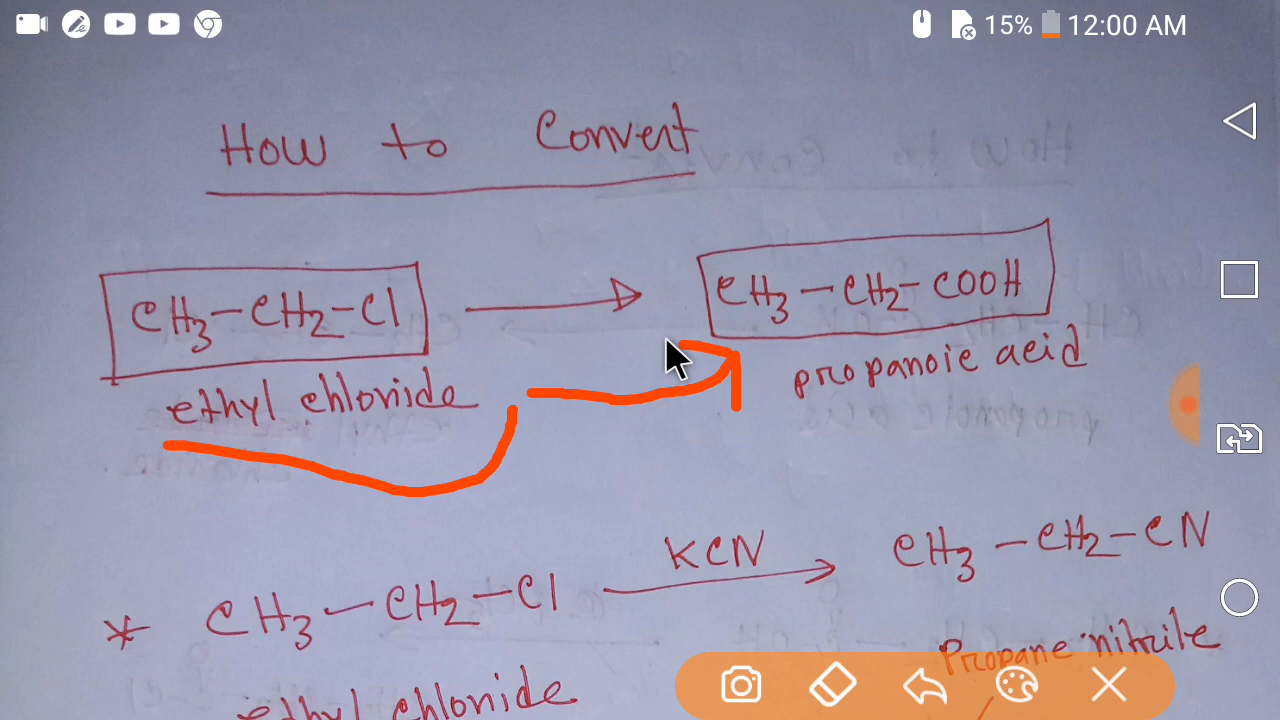 15% 12:00 AM
How to Convert
CH3-CH2-Cl → CH3-CH2-COOH
ethyl chloride propanoic acid
* CH3-CH2-Cl KCN → CH3-CH2-CN
ethyl chloride Propane nitrile